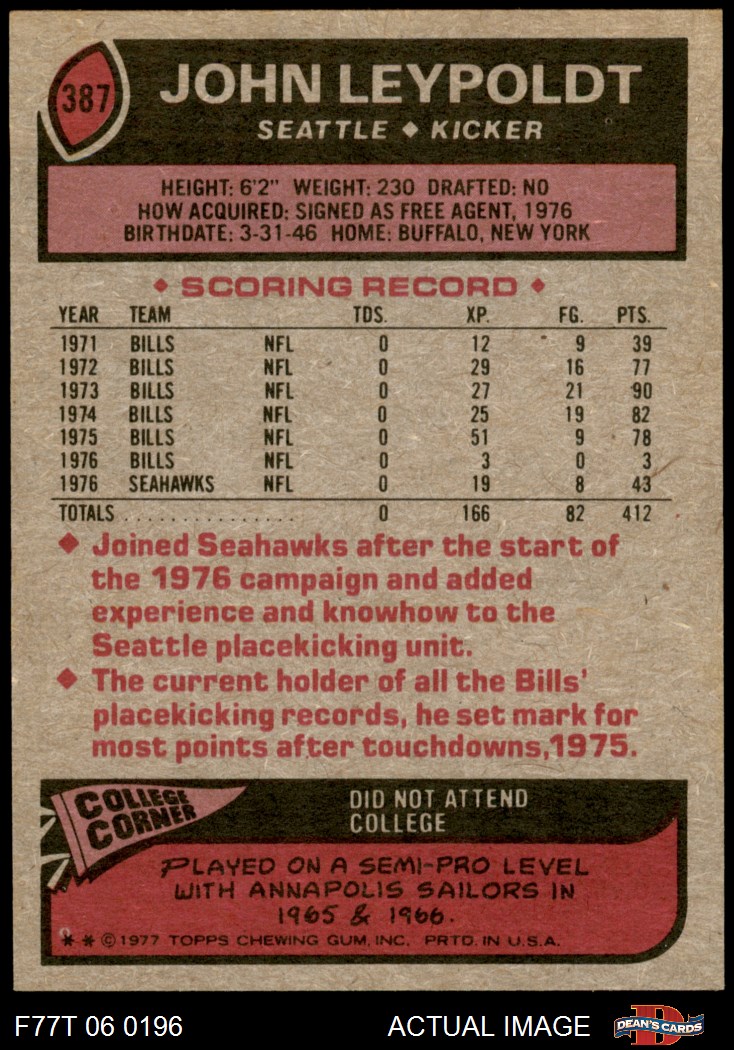 387
JOHN LEYPOLDT
SEATTLE ◆ KICKER
HEIGHT: 6'2" WEIGHT: 230 DRAFTED: NO
HOW ACQUIRED: SIGNED AS FREE AGENT, 1976
BIRTHDATE: 3-31-46 HOME: BUFFALO, NEW YORK
◆ SCORING RECORD ◆
YEAR TEAM TDS. XP. FG. PTS.
1971 BILLS NFL 0 12 9 39
1972 BILLS NFL 0 29 16 77
1973 BILLS NFL 0 27 21 90
1974 BILLS NFL 0 25 19 82
1975 BILLS NFL 0 51 9 78
1976 BILLS NFL 0 3 0 3
1976 SEAHAWKS NFL 0 19 8 43
TOTALS ............... 0 166 82 412
◆ Joined Seahawks after the start of
the 1976 campaign and added
experience and knowhow to the
Seattle placekicking unit.
◆ The current holder of all the Bills'
placekicking records, he set mark for
most points after touchdowns,1975.
COLLEGE
CORNER
DID NOT ATTEND
COLLEGE
PLAYED ON A SEMI-PRO LEVEL
WITH ANNAPOLIS SAILORS IN
1965 & 1966.
* * © 1977 TOPPS CHEWING GUM, INC. PRTD. IN U.S.A.
F77T 06 0196 ACTUAL IMAGE D DEAN'S CARDS